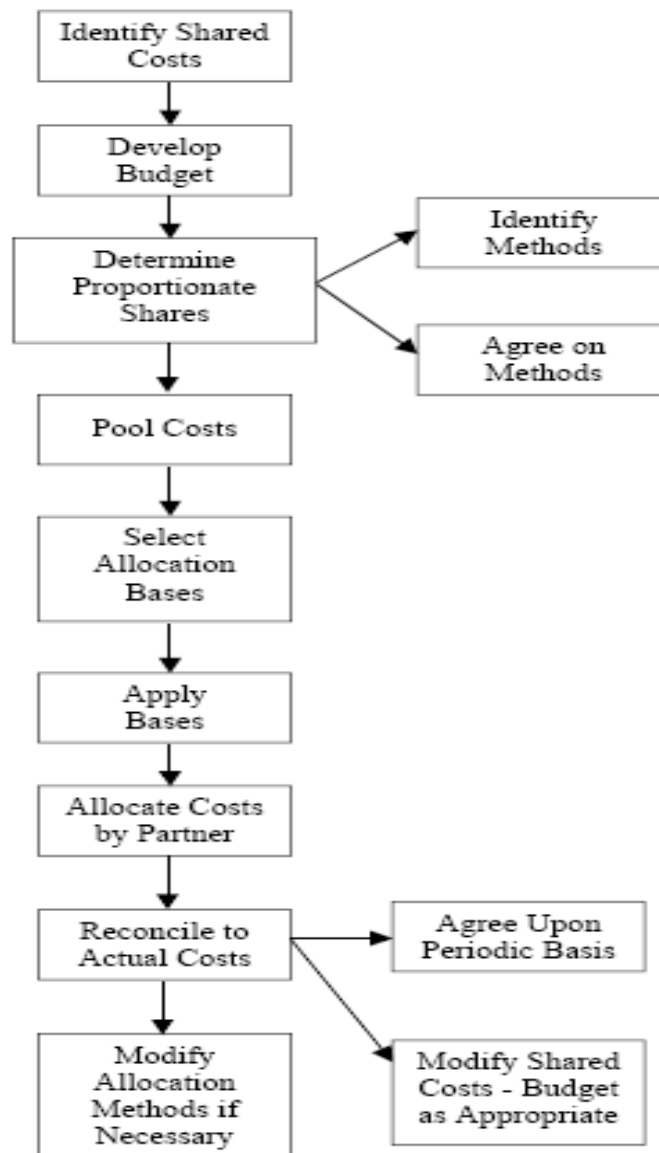 Identify Shared
Costs
Develop
Budget
Determine
Proportionate
Shares
Identify
Methods
Agree on
Methods
Pool Costs
Select
Allocation
Bases
Apply
Bases
Allocate Costs
by Partner
Reconcile to
Actual Costs
Agree Upon
Periodic Basis
Modify
Allocation
Methods if
Necessary
Modify Shared
Costs - Budget
as Appropriate